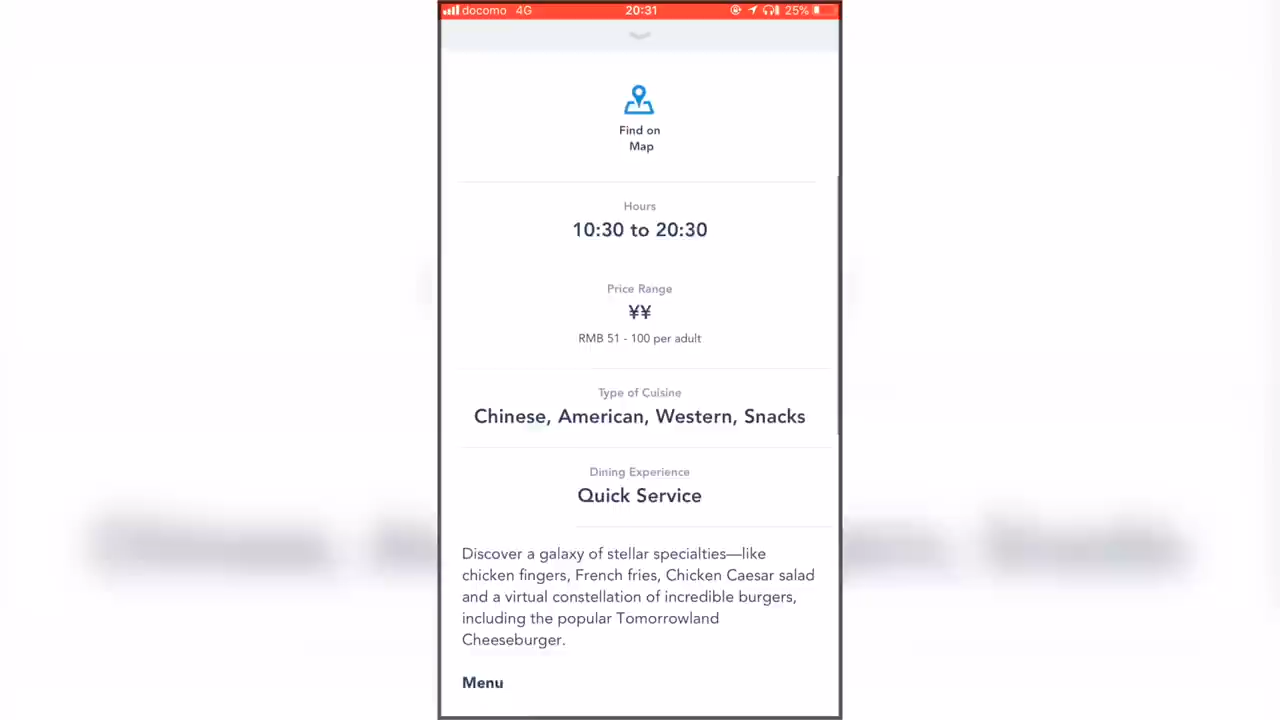 docomo 4G 20:31 25%
Find on
Map
Hours
10:30 to 20:30
Price Range
¥¥
RMB 51 - 100 per adult
Type of Cuisine
Chinese, American, Western, Snacks
Dining Experience
Quick Service
Discover a galaxy of stellar specialties—like
chicken fingers, French fries, Chicken Caesar salad
and a virtual constellation of incredible burgers,
including the popular Tomorrowland
Cheeseburger.
Menu